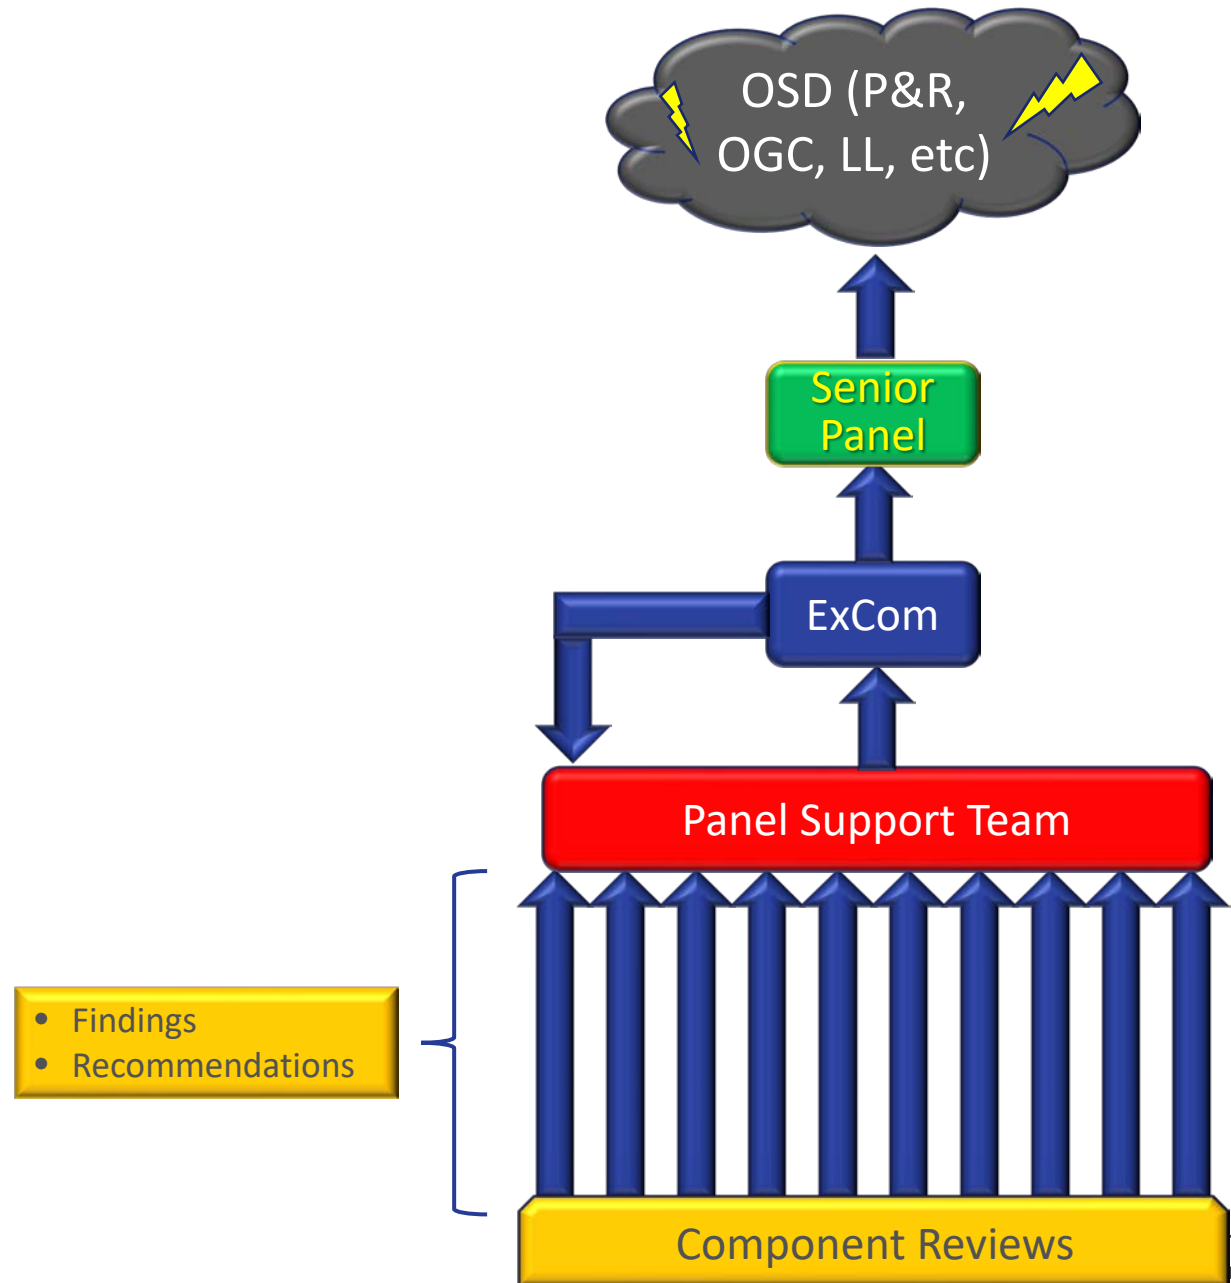 OSD (P&R,
OGC, LL, etc)
Senior
Panel
ExCom
Panel Support Team
• Findings
• Recommendations
Component Reviews